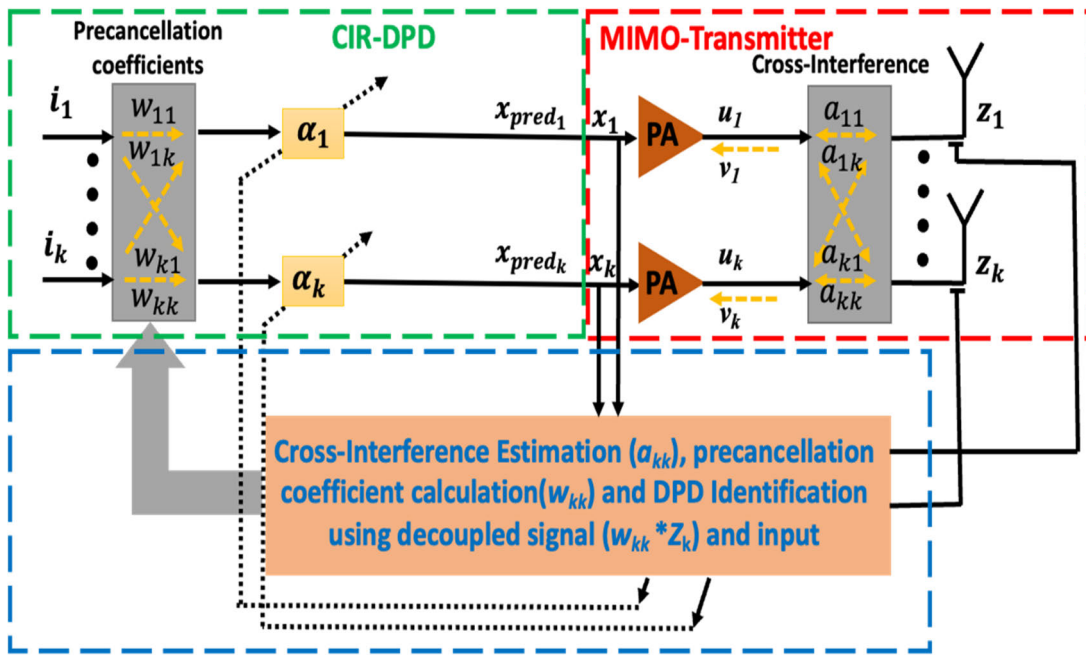 Precancellation
coefficients
CIR-DPD
MIMO-Transmitter
Cross-Interference
i₁
w₁₁
w₁ₖ
α₁
x_pred₁
x₁
PA
u₁
v₁
a₁₁
a₁ₖ
z₁
iₖ
wₖ₁
wₖₖ
αₖ
x_predₖ
xₖ
PA
uₖ
vₖ
aₖ₁
aₖₖ
zₖ
Cross-Interference Estimation (aₖₖ), precancellation
coefficient calculation(wₖₖ) and DPD Identification
using decoupled signal (wₖₖ *Zₖ) and input